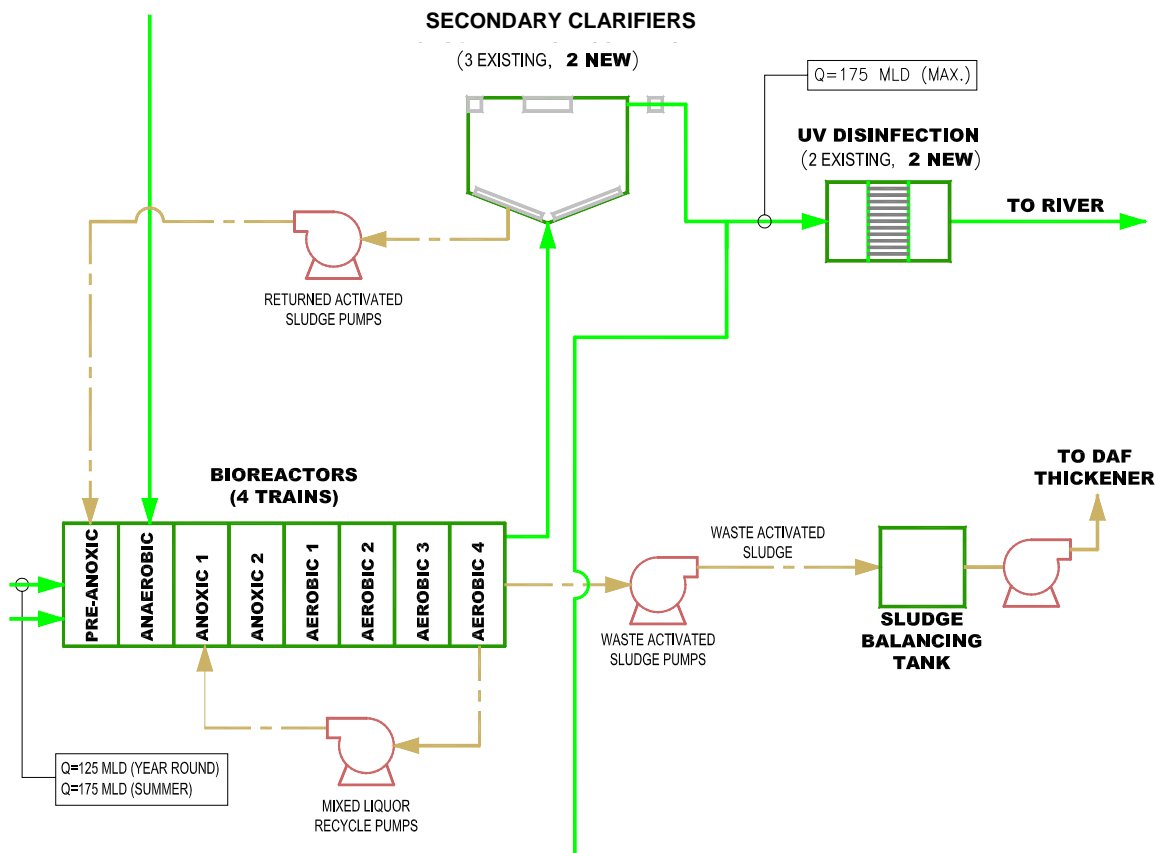 SECONDARY CLARIFIERS
(3 EXISTING, 2 NEW)
Q=175 MLD (MAX.)
UV DISINFECTION
(2 EXISTING, 2 NEW)
TO RIVER
RETURNED ACTIVATED
SLUDGE PUMPS
BIOREACTORS
(4 TRAINS)
PRE-ANOXIC
ANAEROBIC
ANOXIC 1
ANOXIC 2
AEROBIC 1
AEROBIC 2
AEROBIC 3
AEROBIC 4
WASTE ACTIVATED
SLUDGE
TO DAF
THICKENER
WASTE ACTIVATED
SLUDGE PUMPS
SLUDGE
BALANCING
TANK
Q=125 MLD (YEAR ROUND)
Q=175 MLD (SUMMER)
MIXED LIQUOR
RECYCLE PUMPS